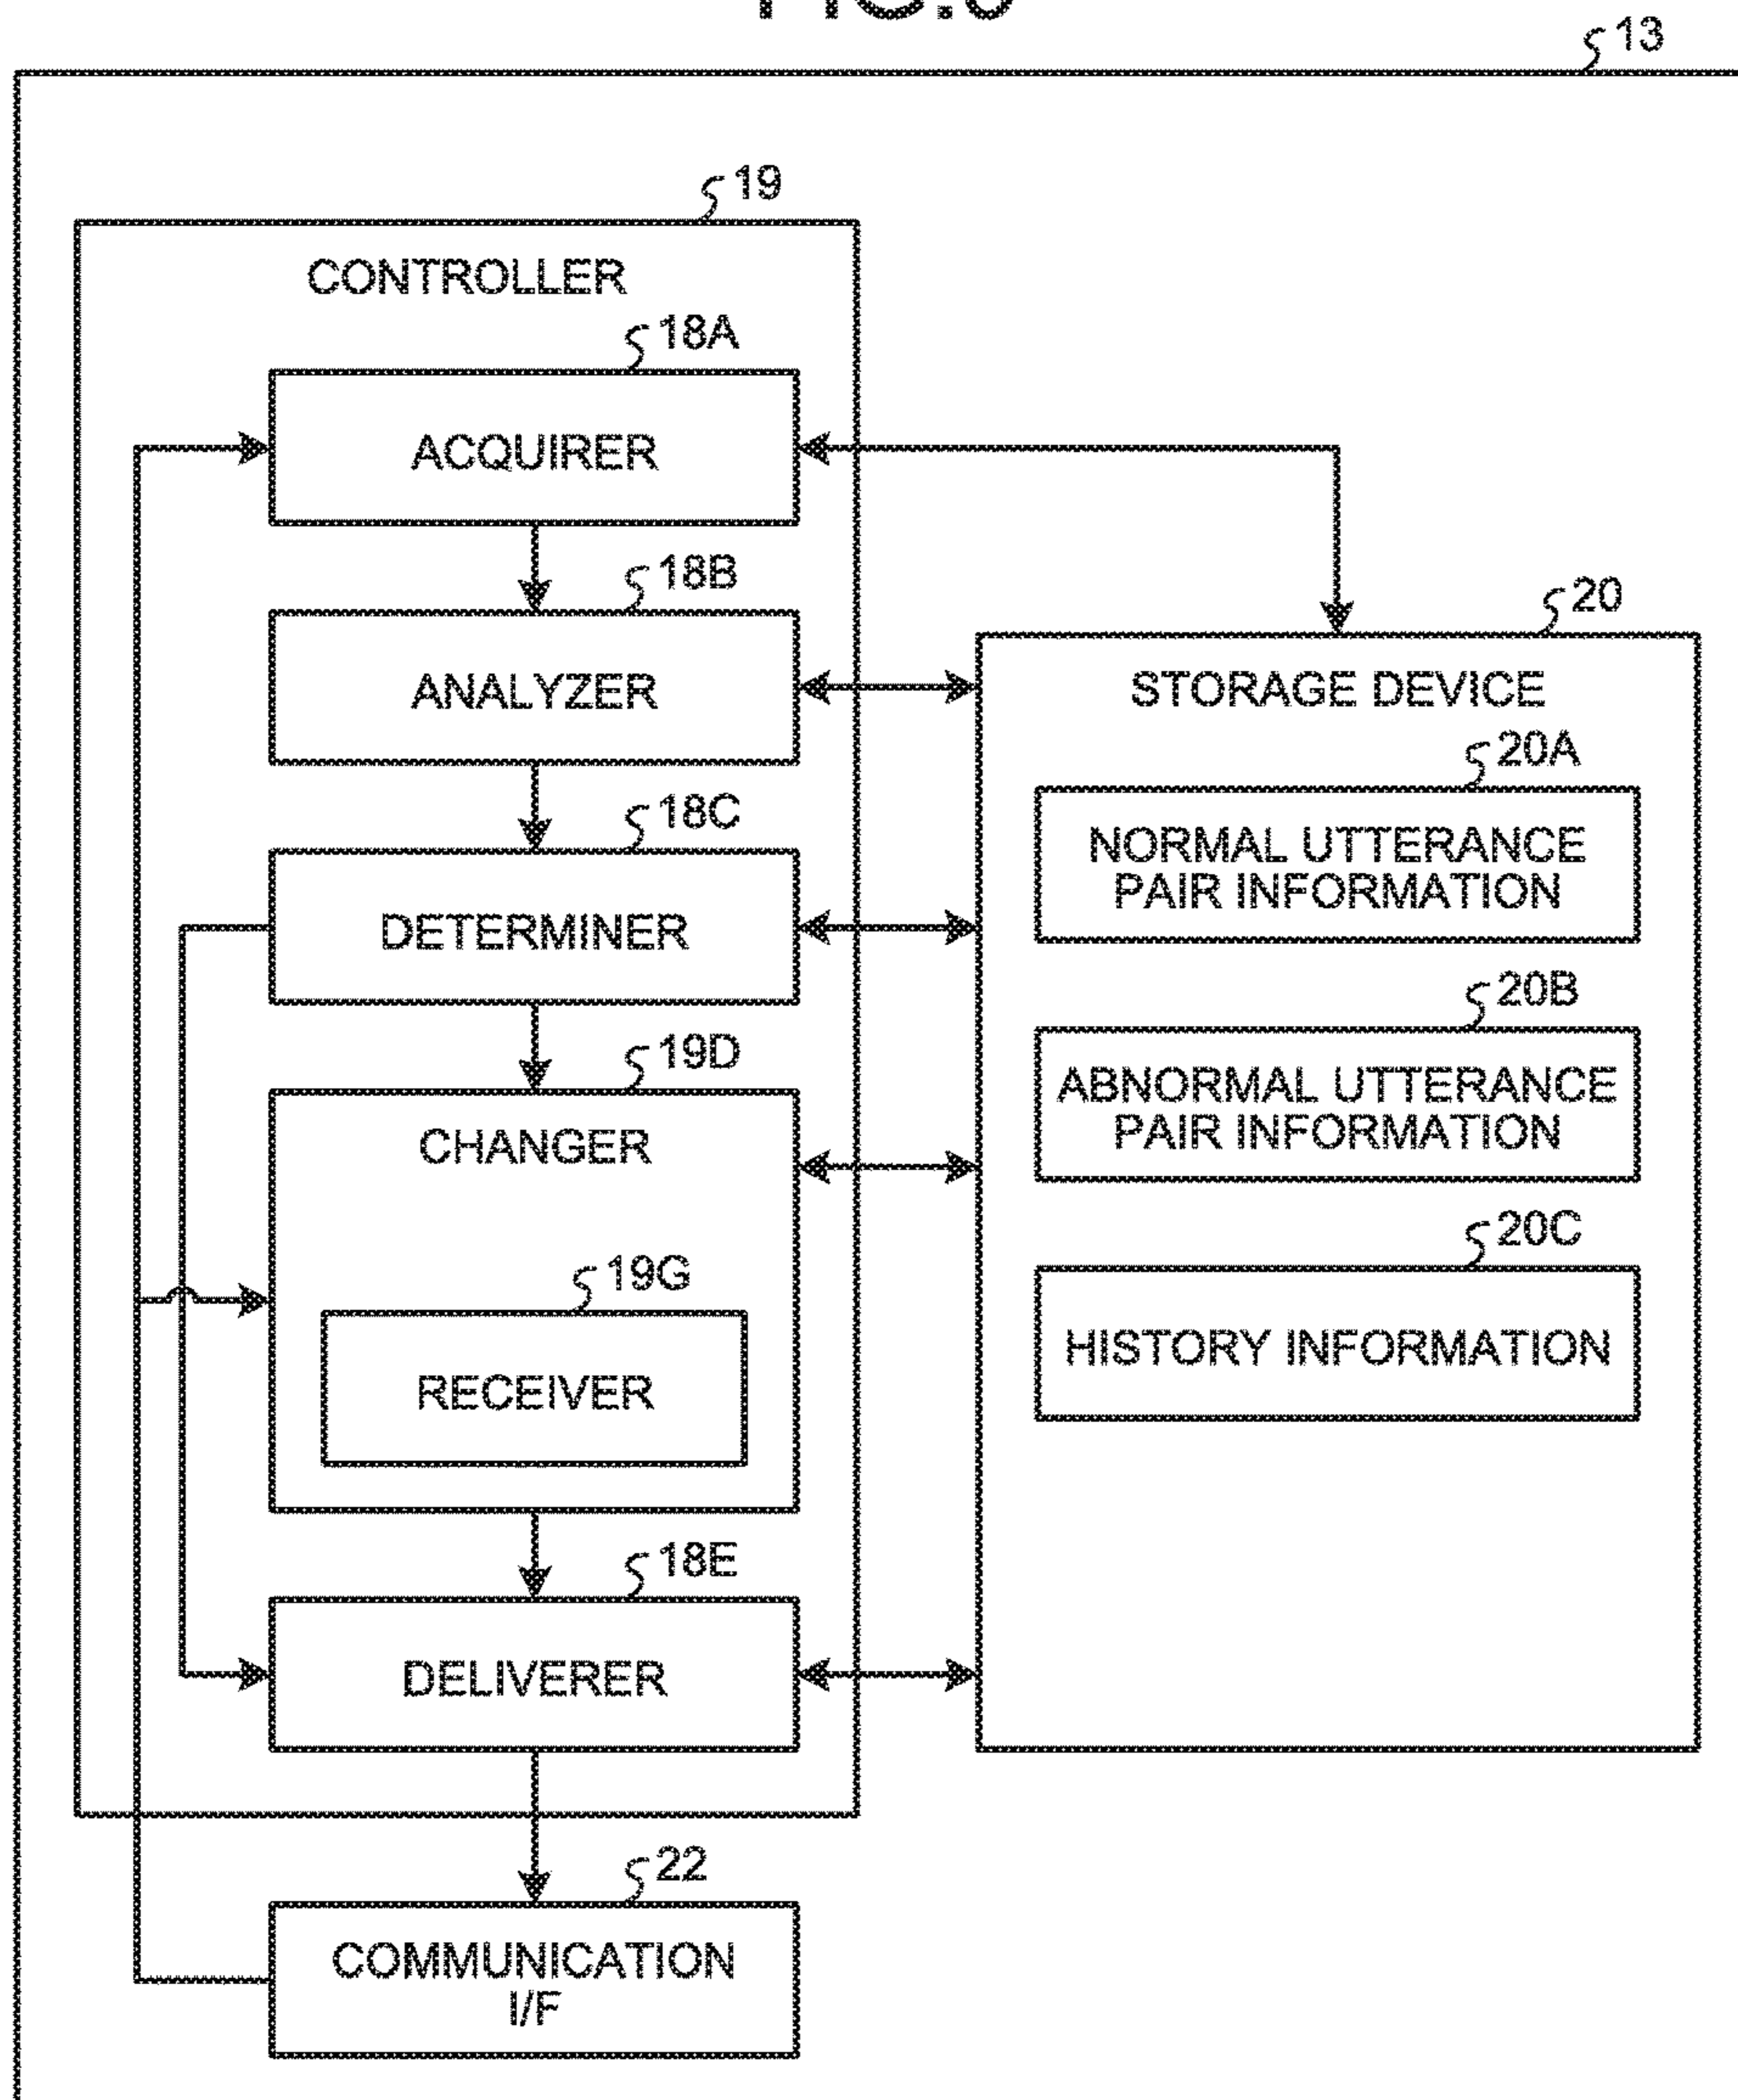 13
19
CONTROLLER
18A
ACQUIRER
18B
ANALYZER
18C
DETERMINER
19D
CHANGER
19G
RECEIVER
18E
DELIVERER
22
COMMUNICATION
I/F
20
STORAGE DEVICE
20A
NORMAL UTTERANCE
PAIR INFORMATION
20B
ABNORMAL UTTERANCE
PAIR INFORMATION
20C
HISTORY INFORMATION